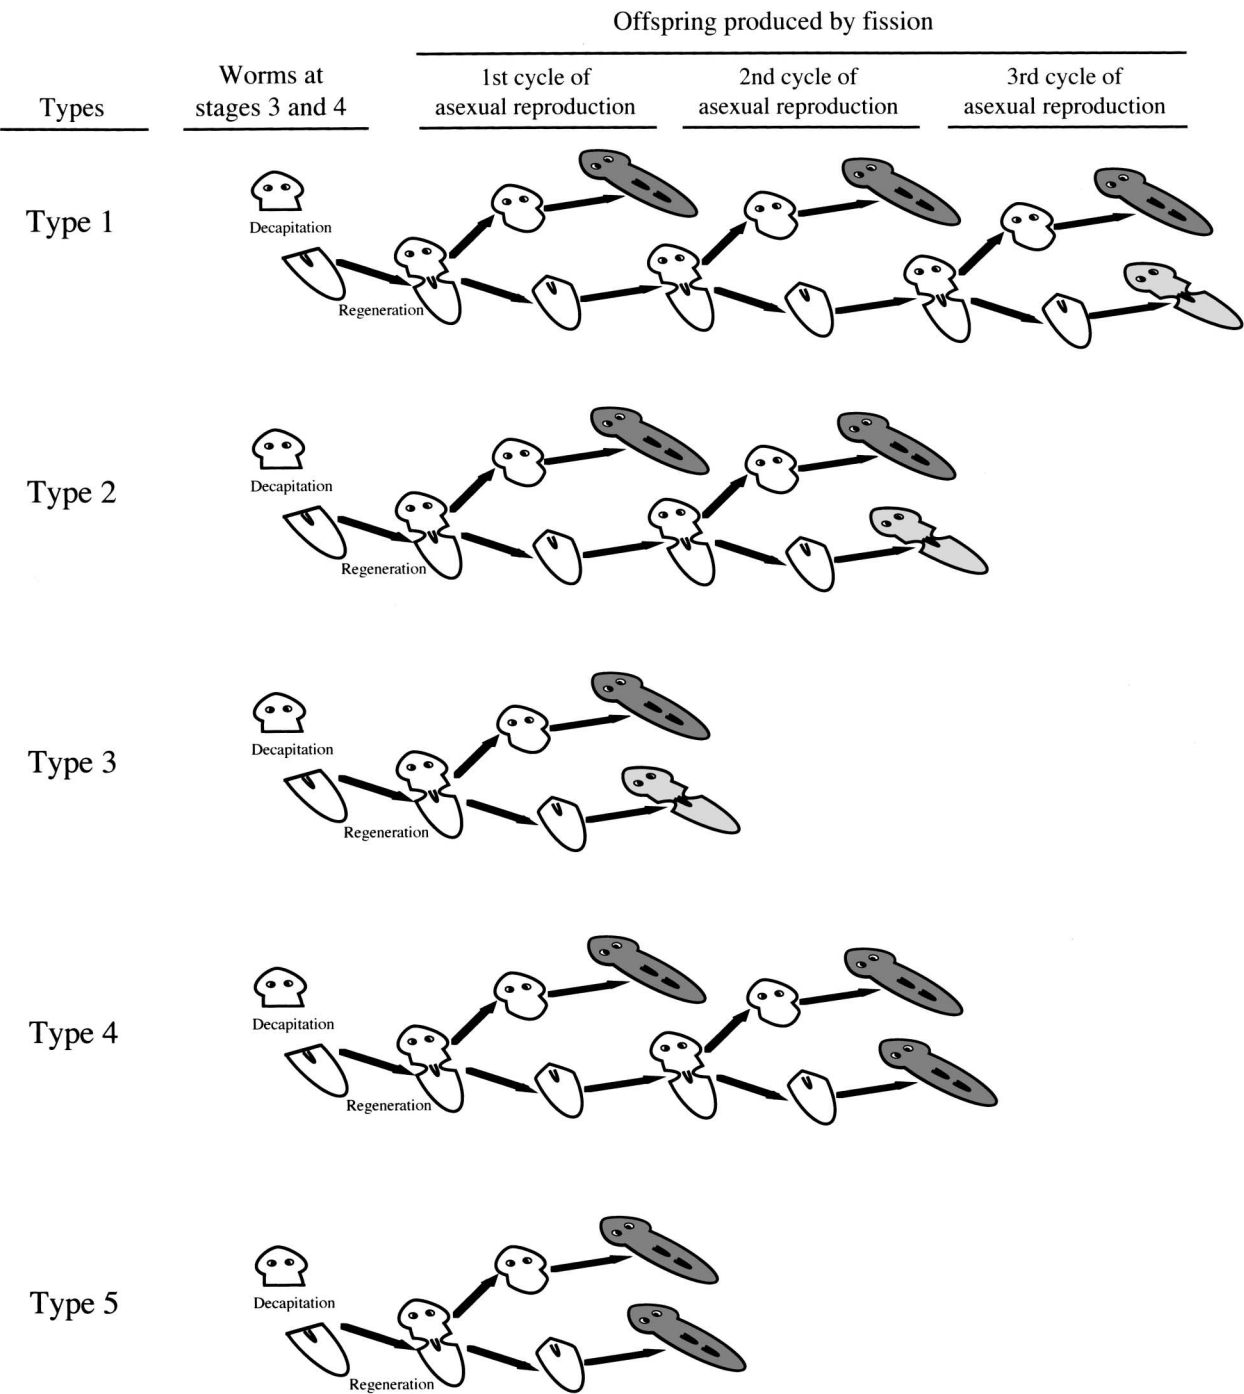 Offspring produced by fission
Types
Worms at
stages 3 and 4
1st cycle of
asexual reproduction
2nd cycle of
asexual reproduction
3rd cycle of
asexual reproduction
Type 1
Decapitation
Regeneration
Type 2
Decapitation
Regeneration
Type 3
Decapitation
Regeneration
Type 4
Decapitation
Regeneration
Type 5
Decapitation
Regeneration